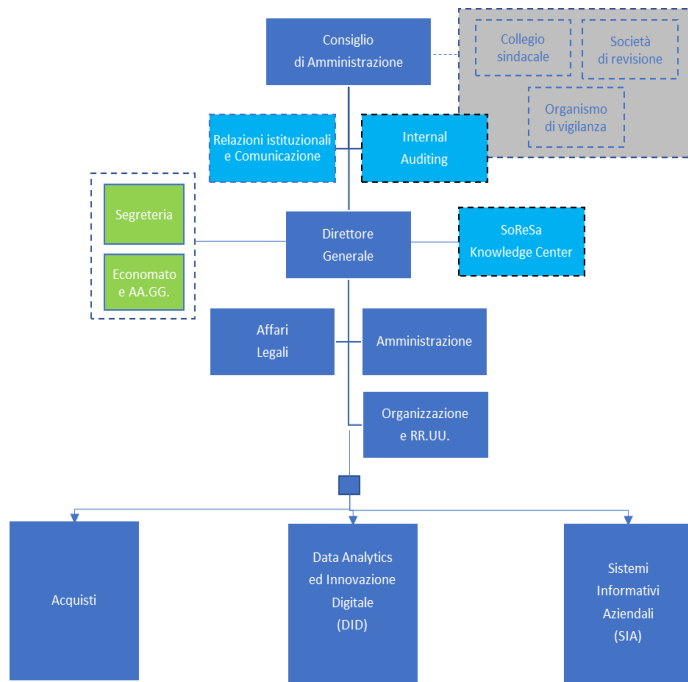 Consiglio
di Amministrazione
Collegio
sindacale
Società
di revisione
Organismo
di vigilanza
Relazioni istituzionali
e Comunicazione
Internal
Auditing
Segreteria
Economato
e AA.GG.
Direttore
Generale
SoReSa
Knowledge Center
Affari
Legali
Amministrazione
Organizzazione
e RR.UU.
Acquisti
Data Analytics
ed Innovazione
Digitale
(DID)
Sistemi
Informativi
Aziendali
(SIA)